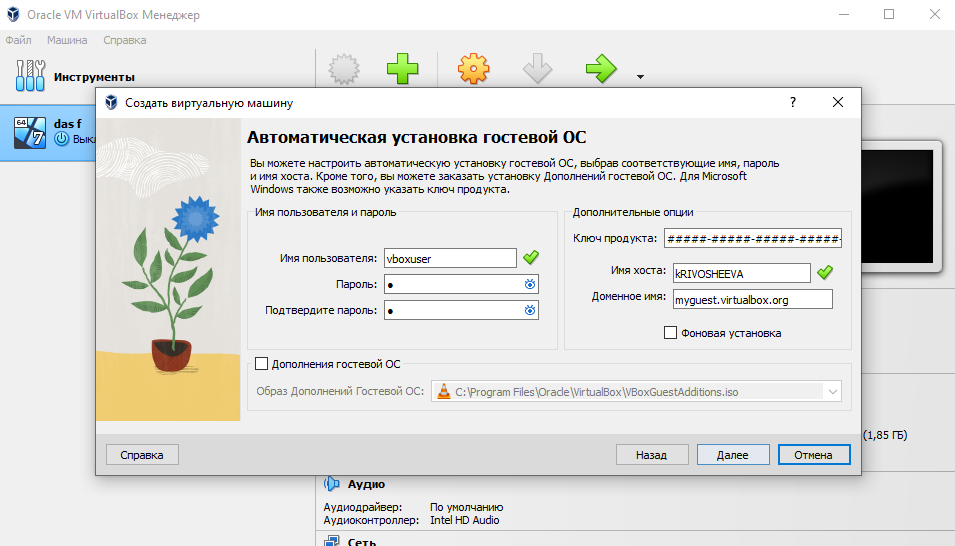 Oracle VM VirtualBox Менеджер
Файл Машина Справка
Инструменты
64
7
das f
Создать виртуальную машину
?
Автоматическая установка гостевой ОС
Вы можете настроить автоматическую установку гостевой ОС, выбрав соответствующие имя, пароль
и имя хоста. Кроме того, вы можете заказать установку Дополнений гостевой ОС. Для Microsoft
Windows также возможно указать ключ продукта.
Имя пользователя и пароль
Имя пользователя: vboxuser
Пароль: ●
Подтвердите пароль: ●
Дополнительные опции
Ключ продукта: #####-#####-#####-#####-
Имя хоста: kRIVOSHEEVA
Доменное имя: myguest.virtualbox.org
Фоновая установка
Дополнения гостевой ОС
Образ Дополнений Гостевой ОС: C:\Program Files\Oracle\VirtualBox\VBoxGuestAdditions.iso
(1,85 ГБ)
Справка Назад Далее Отмена
Аудио
Аудиодрайвер: По умолчанию
Аудиоконтроллер: Intel HD Audio
Сеть